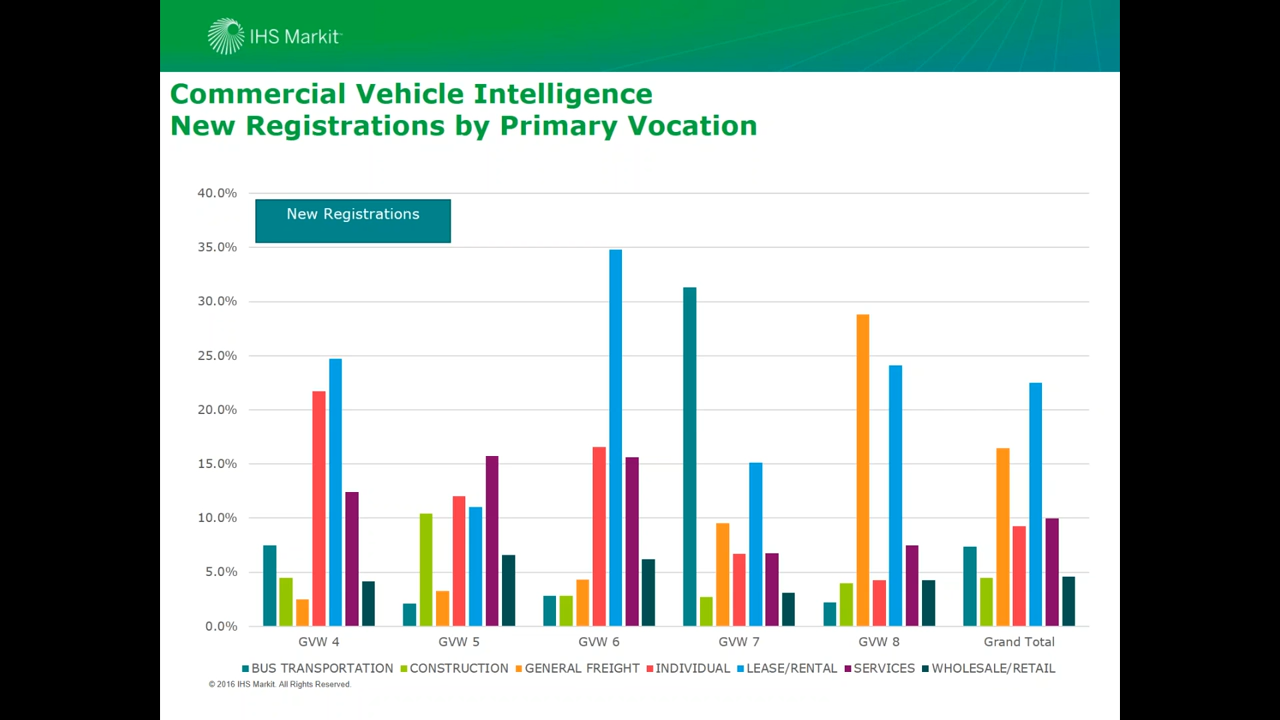 IHS Markit
Commercial Vehicle Intelligence
New Registrations by Primary Vocation
40.0%
New Registrations
35.0%
30.0%
25.0%
20.0%
15.0%
10.0%
5.0%
0.0%
GVW 4 GVW 5 GVW 6 GVW 7 GVW 8 Grand Total
BUS TRANSPORTATION CONSTRUCTION GENERAL FREIGHT INDIVIDUAL LEASE/RENTAL SERVICES WHOLESALE/RETAIL
© 2016 IHS Markit. All Rights Reserved.